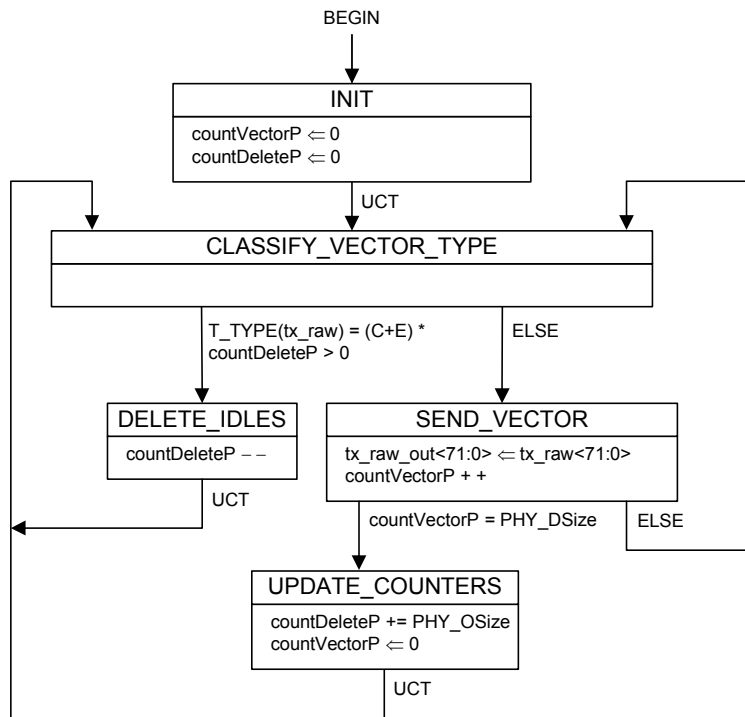 BEGIN
INIT
countVectorP ⇐ 0
countDeleteP ⇐ 0
UCT
CLASSIFY_VECTOR_TYPE
T_TYPE(tx_raw) = (C+E) *
countDeleteP > 0
ELSE
DELETE_IDLES
countDeleteP − −
UCT
SEND_VECTOR
tx_raw_out<71:0> ⇐ tx_raw<71:0>
countVectorP + +
countVectorP = PHY_DSize
ELSE
UPDATE_COUNTERS
countDeleteP += PHY_OSize
countVectorP ⇐ 0
UCT